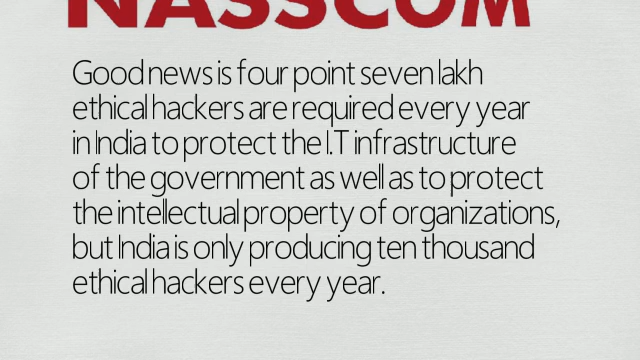 NASSCOM
Good news is four point seven lakh
ethical hackers are required every year
in India to protect the I.T infrastructure
of the government as well as to protect
the intellectual property of organizations,
but India is only producing ten thousand
ethical hackers every year.